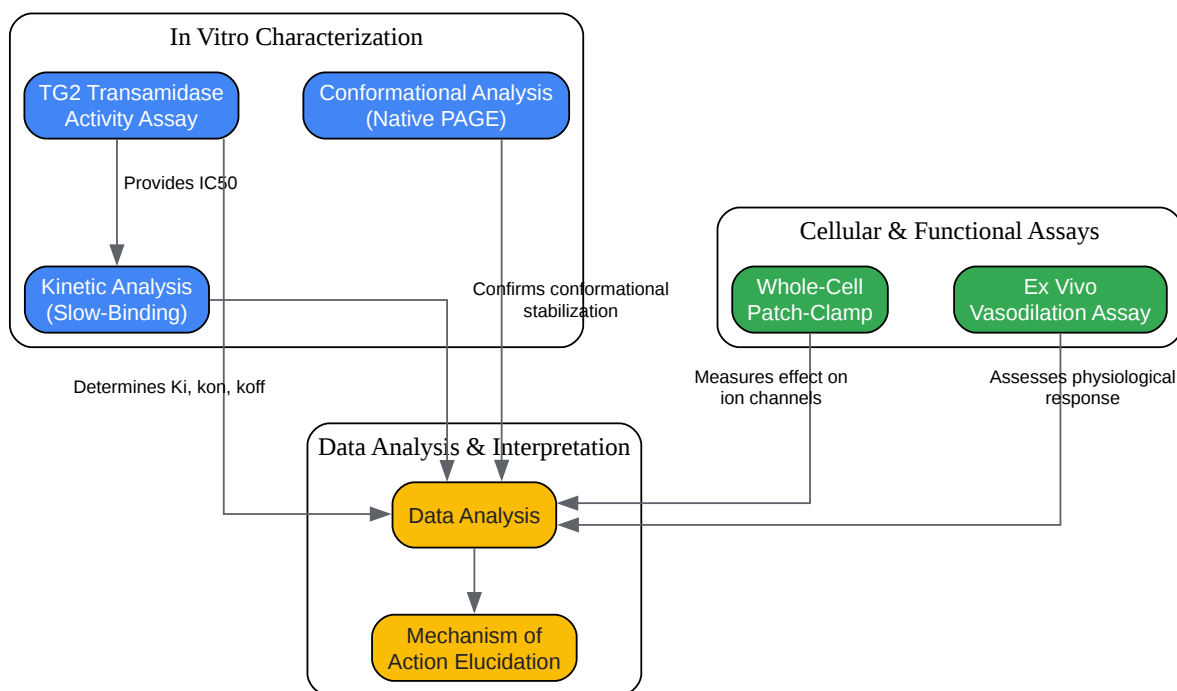 In Vitro Characterization
TG2 Transamidase
Activity Assay
Conformational Analysis
(Native PAGE)
Provides IC50
Kinetic Analysis
(Slow-Binding)
Confirms conformational
stabilization
Determines Ki, kon, koff
Cellular & Functional Assays
Whole-Cell
Patch-Clamp
Ex Vivo
Vasodilation Assay
Measures effect on
ion channels
Assesses physiological
response
Data Analysis & Interpretation
Data Analysis
Mechanism of
Action Elucidation